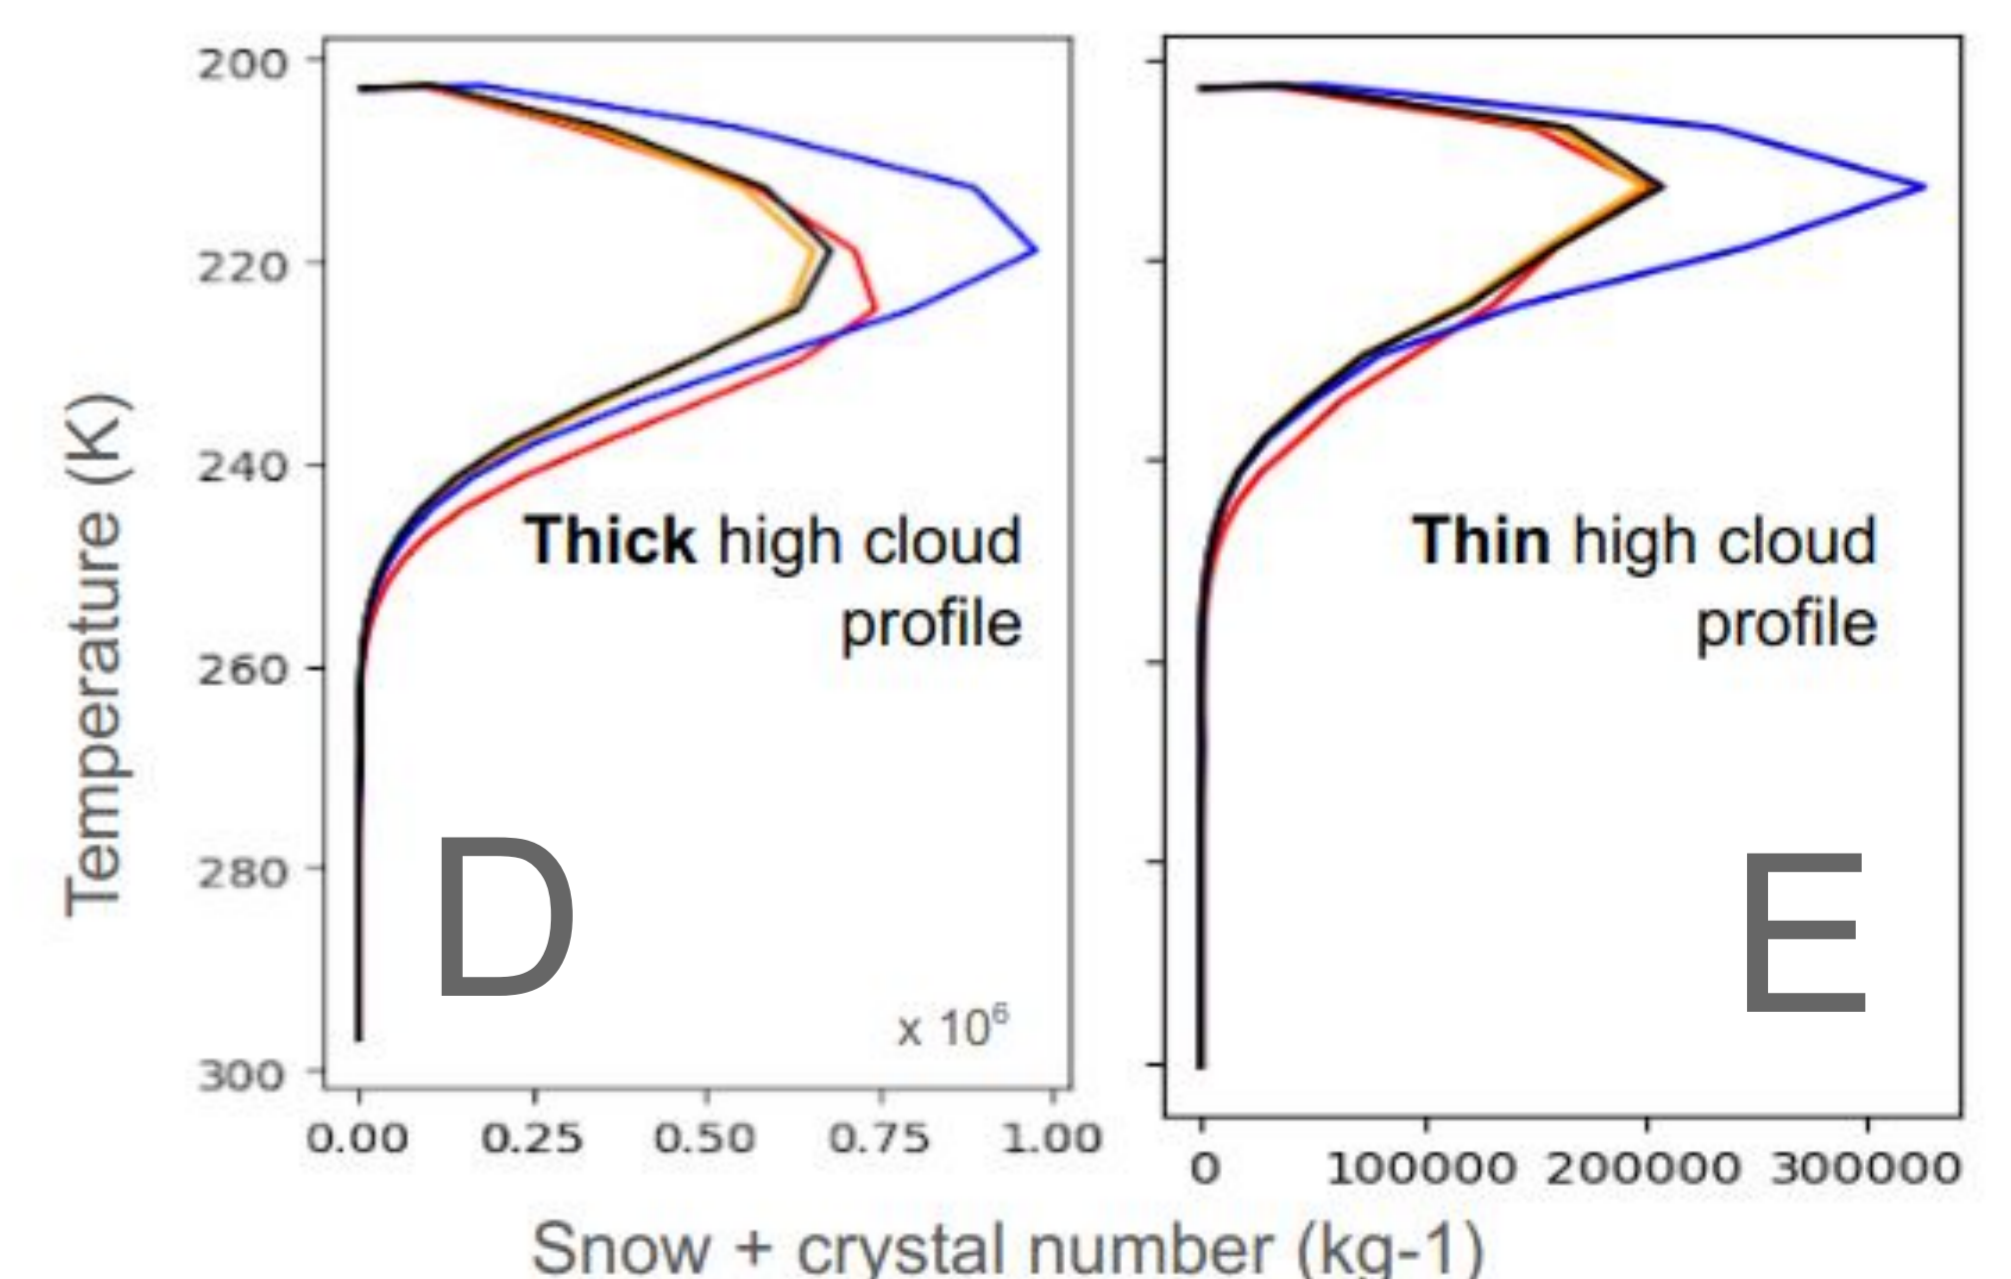 200
220
240
260
280
300
Temperature (K)
Thick high cloud
profile
D
x 10⁶
0.00 0.25 0.50 0.75 1.00
Thin high cloud
profile
E
0 100000 200000 300000
Snow + crystal number (kg-1)